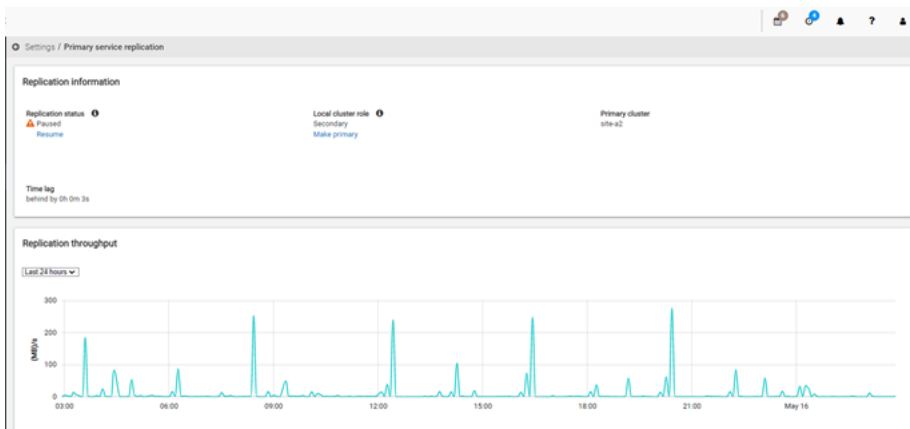 6
4
?
Settings / Primary service replication
Replication information
Replication status
Paused
Resume
Local cluster role
Secondary
Make primary
Primary cluster
site-a2
Time lag
behind by 0h 0m 3s
Replication throughput
Last 24 hours
(MB)/s
300
200
100
0
03:00 06:00 09:00 12:00 15:00 18:00 21:00 May 16